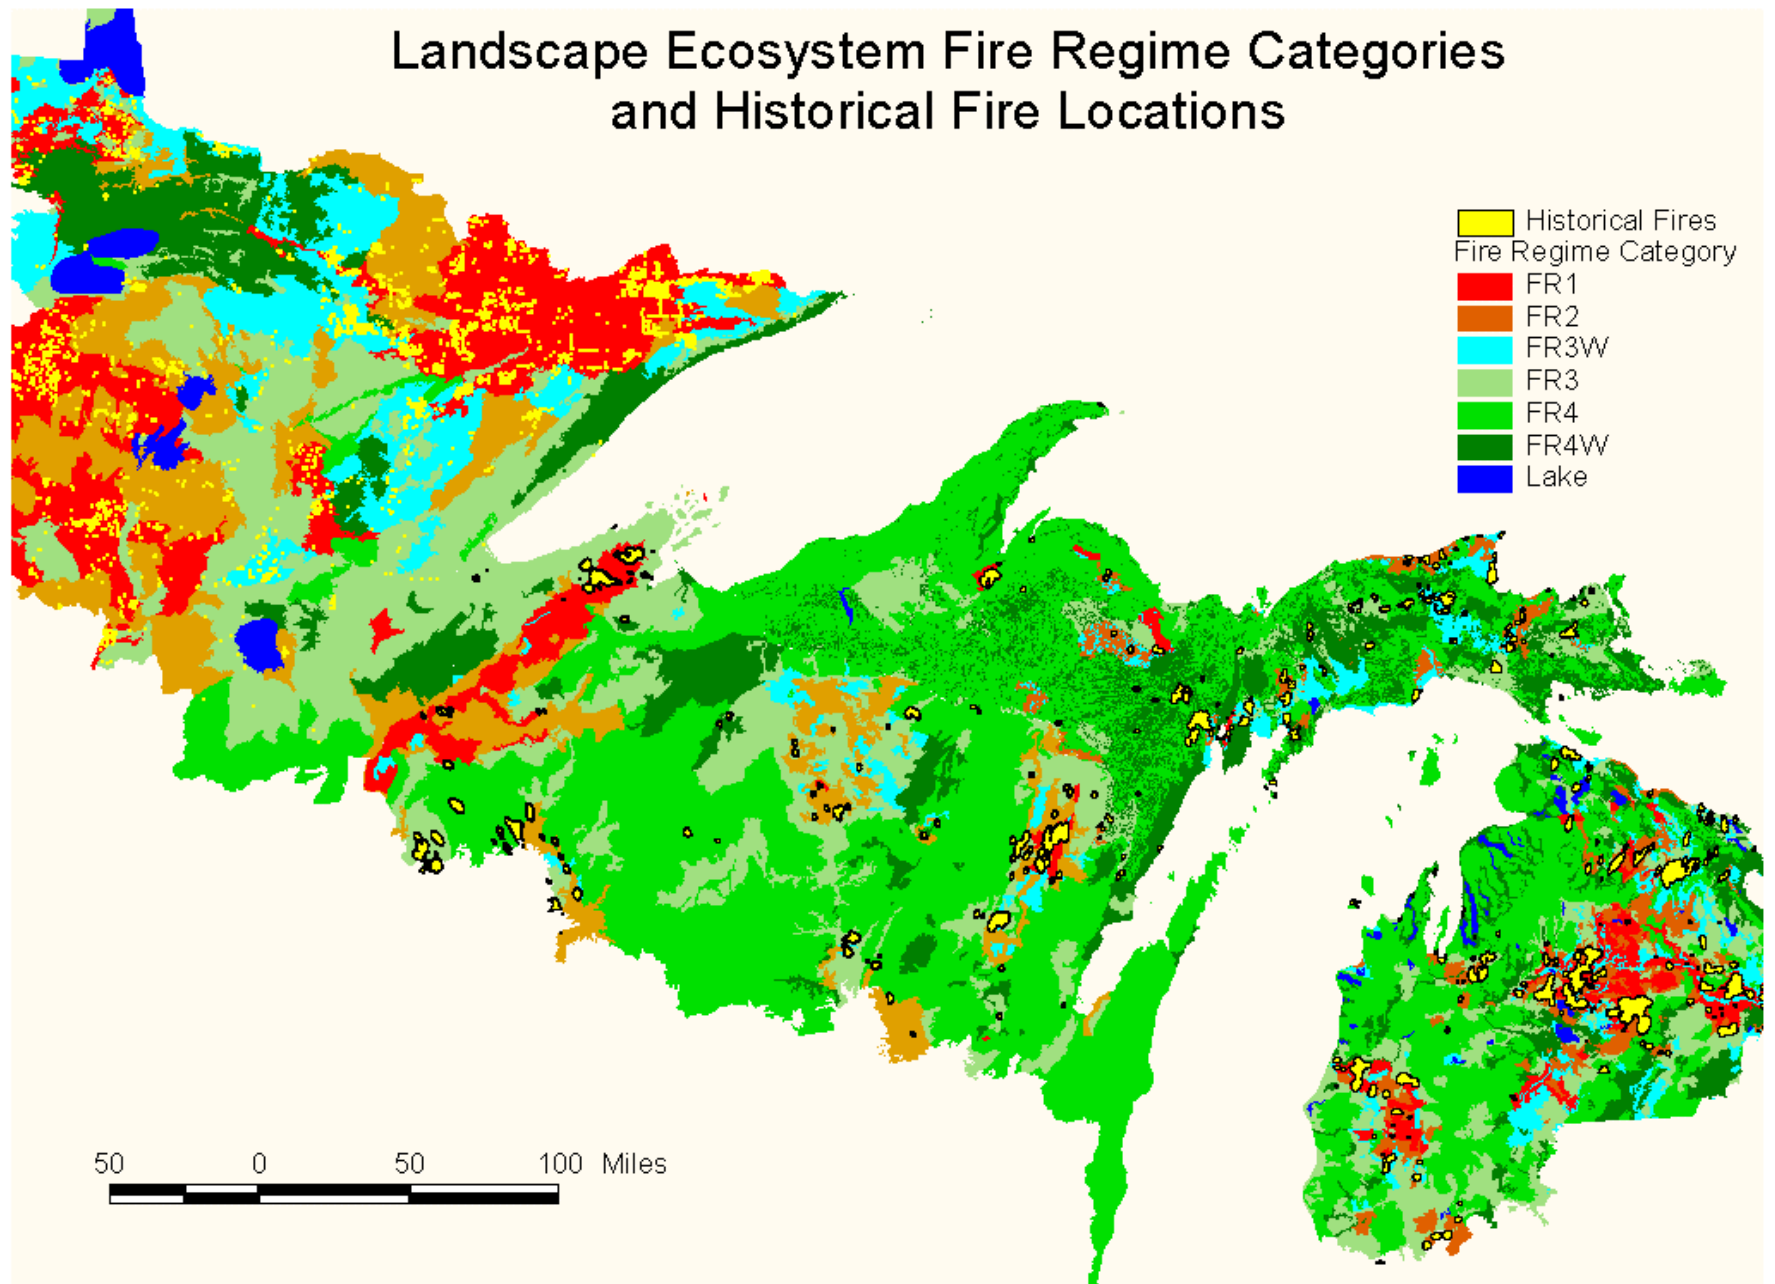 Landscape Ecosystem Fire Regime Categories
and Historical Fire Locations
Historical Fires
Fire Regime Category
FR1
FR2
FR3W
FR3
FR4
FR4W
Lake
50 0 50 100 Miles